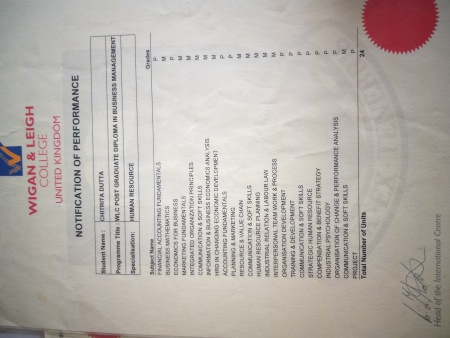 WIGAN & LEIGH
COLLEGE
UNITED KINGDOM
NOTIFICATION OF PERFORMANCE
Student Name : CHITRITA DUTTA
Programme Title : WLC POST GRADUATE DIPLOMA IN BUSINESS MANAGEMENT
Specialisation: HUMAN RESOURCE
Subject Name Grades
FINANCIAL ACCOUNTING FUNDAMENTALS P
BUSINESS MATHEMATICS M
ECONOMICS FOR BUSINESS P
MARKETING FUNDAMENTALS P
INTEGRATED ORGANIZATION PRINCIPLES M
COMMUNICATION & SOFT SKILLS M
INFORMATION & BUSINESS ECONOMICS ANALYSIS M
HRD IN CHANGING ECONOMIC DEVELOPMENT M
ACCOUNTING FUNDAMENTALS P
PLANNING & MARKETING P
RESOURCE & VALUE CHAIN M
COMMUNICATION & SOFT SKILLS M
HUMAN RESOURCE PLANNING M
INDUSTRIAL RELATION & LABOUR LAW M
INTERPERSONAL TEAM WORK & PROCESS M
ORGANISATION DEVELOPMENT P
TRAINING & DEVELOPMENT P
COMMUNICATION & SOFT SKILLS M
STRATEGIC HUMAN RESOURCE P
COMPENSATION & BENEFIT STRATEGY P
INDUSTRIAL PSYCHOLOGY P
ORGANISATION OF CHANGE & PERFORMANCE ANALYSIS P
COMMUNICATION & SOFT SKILLS M
PROJECT P
Total Number of Units 24
Head of the International Centre